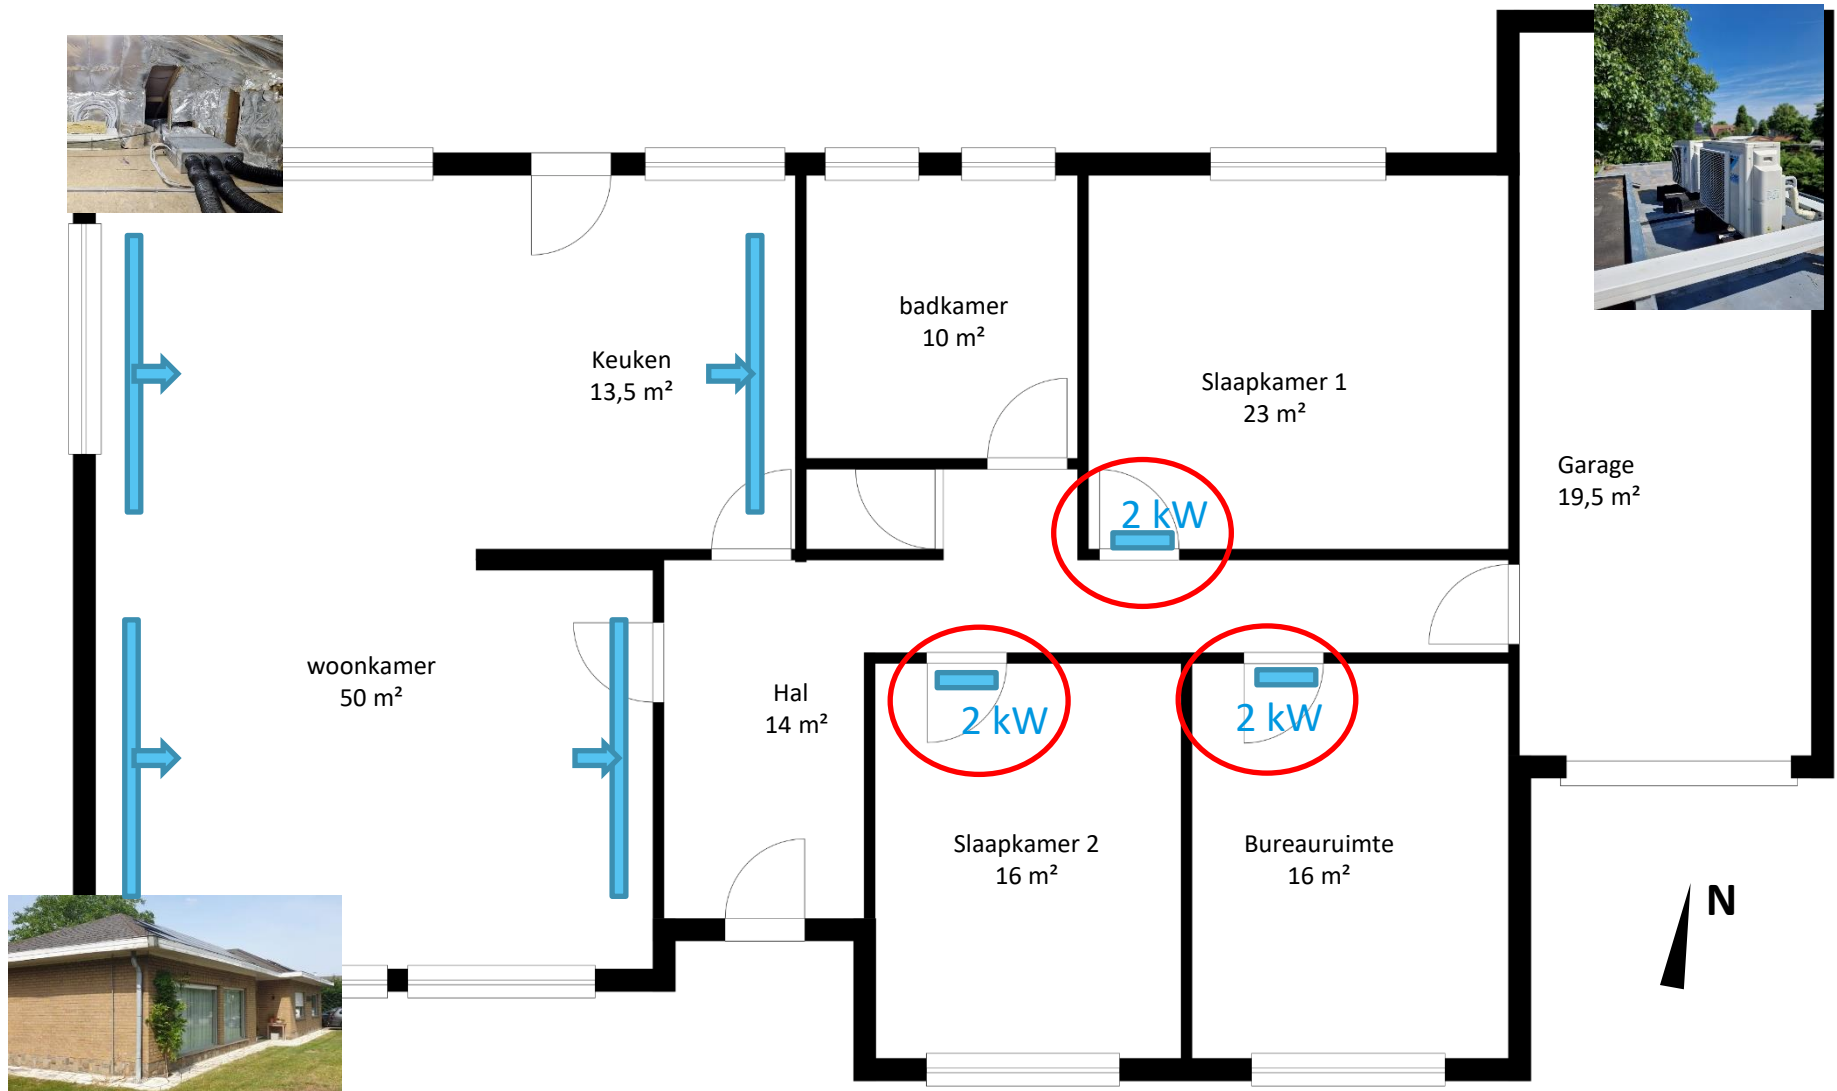 badkamer
10 m²
Keuken
13,5 m²
Slaapkamer 1
23 m²
Garage
19,5 m²
2 kW
woonkamer
50 m²
Hal
14 m²
2 kW
2 kW
Slaapkamer 2
16 m²
Bureauruimte
16 m²
N